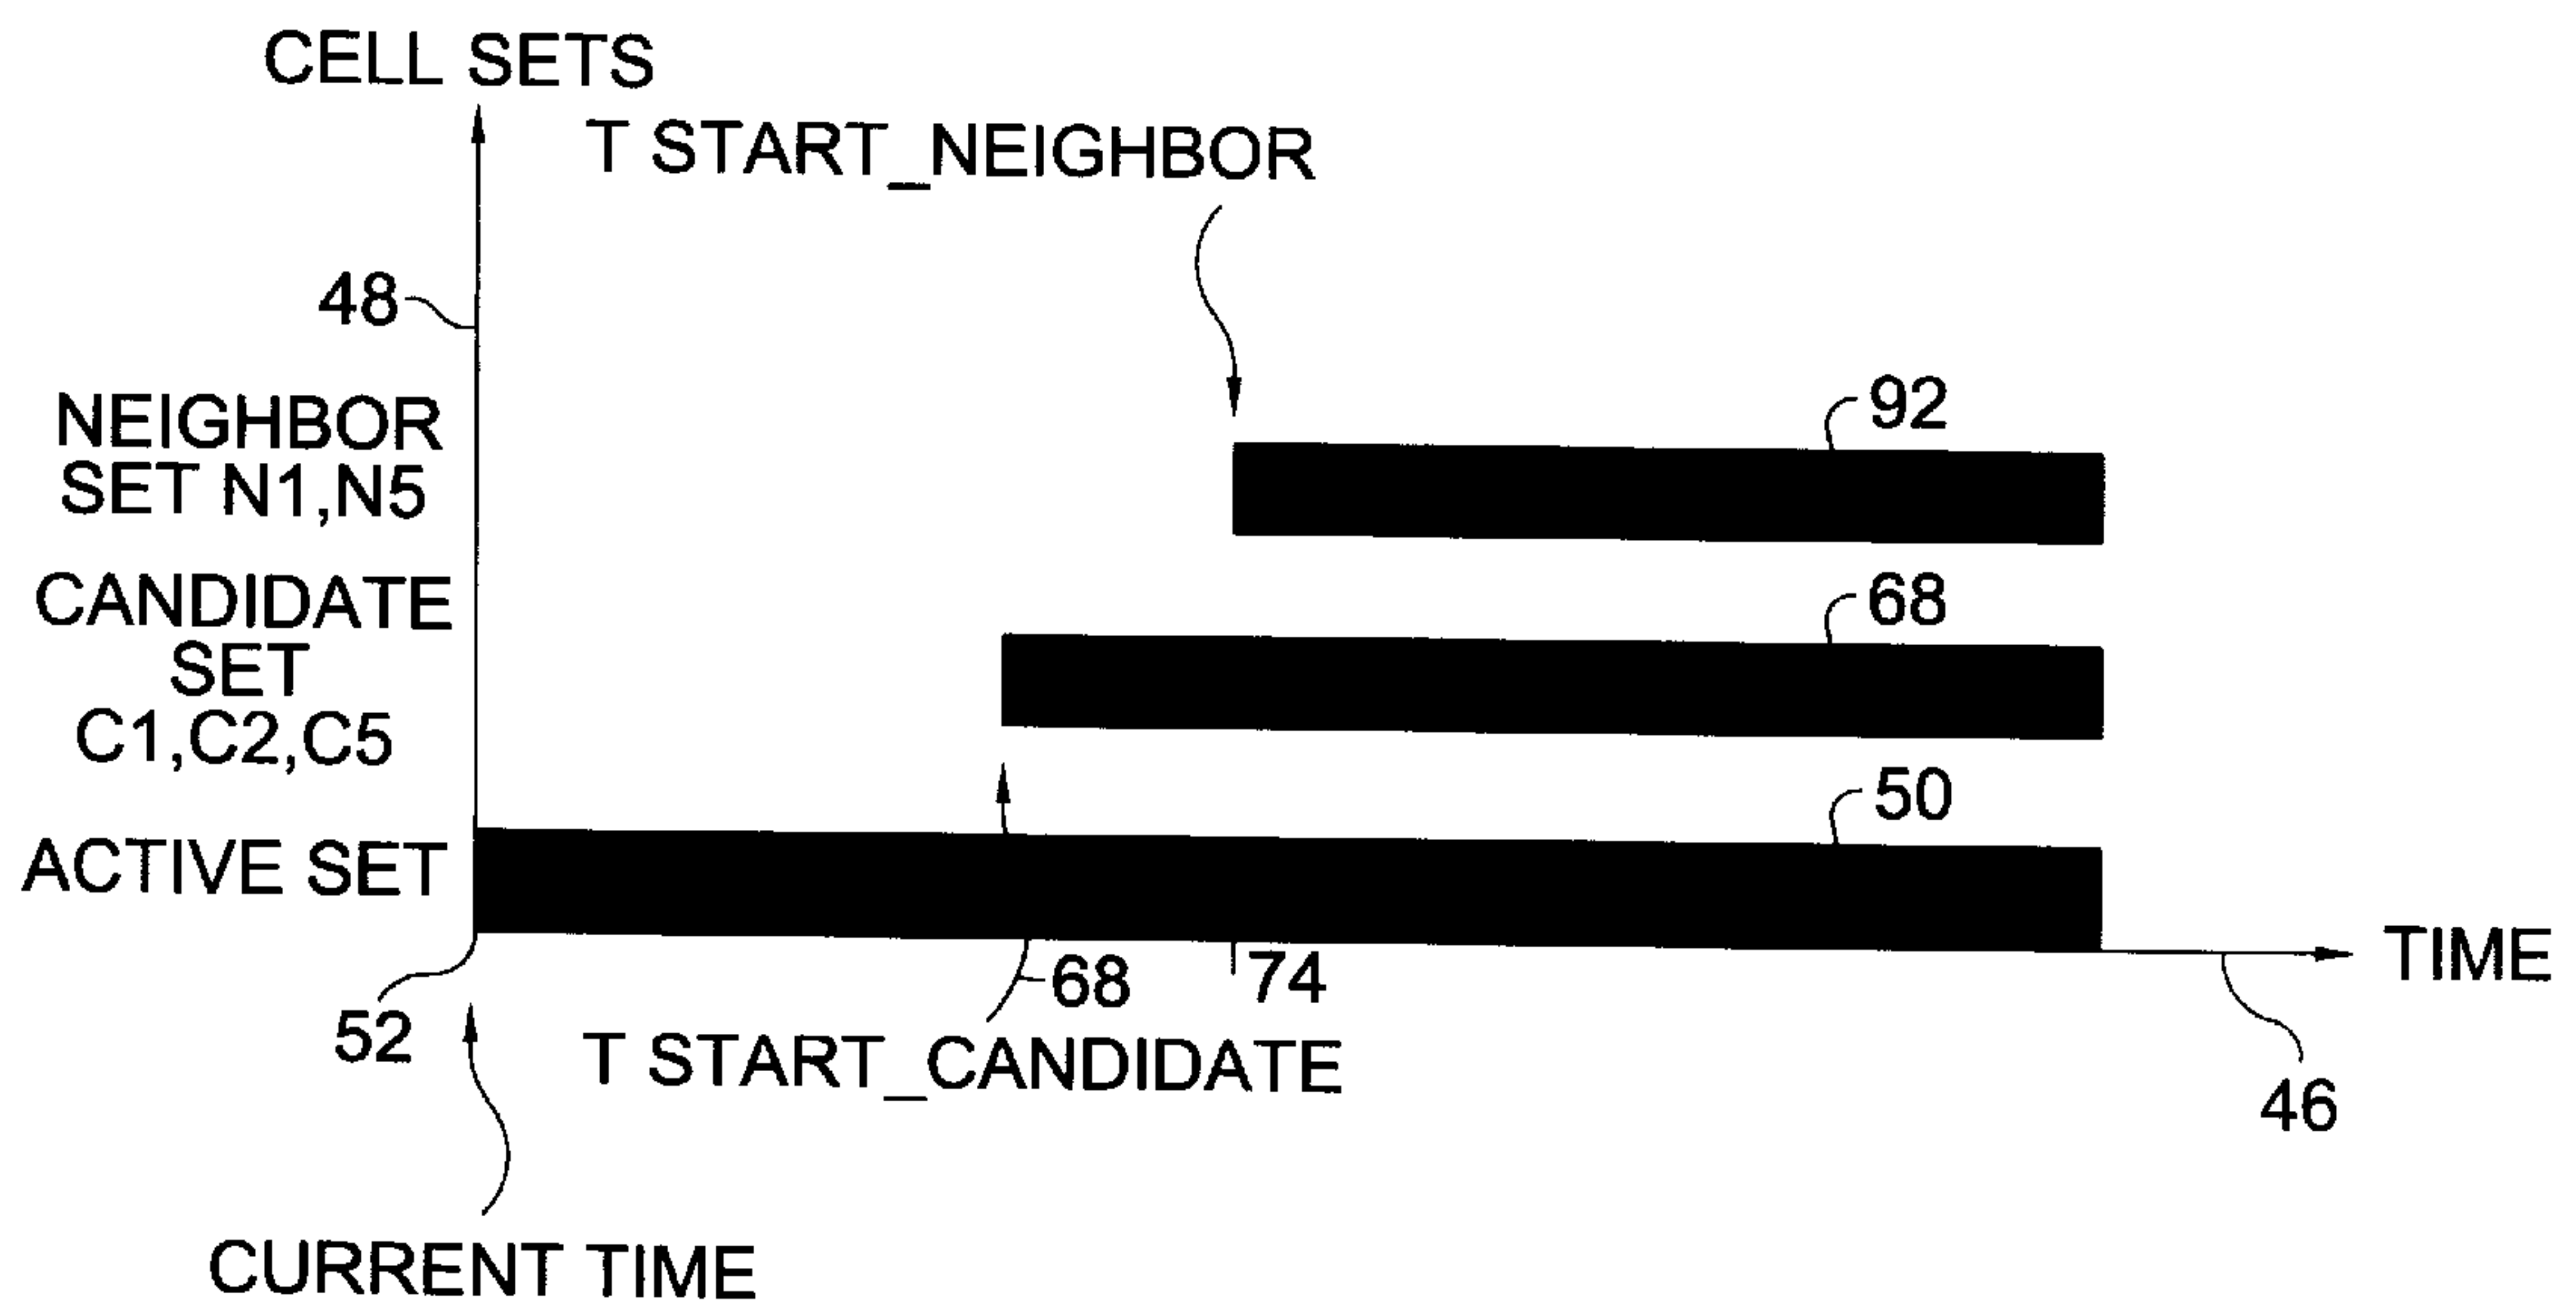 CELL SETS
T START_NEIGHBOR
48
NEIGHBOR
SET N1,N5
92
CANDIDATE
SET
C1,C2,C5
68
50
ACTIVE SET
TIME
68
74
52
T START_CANDIDATE
46
CURRENT TIME